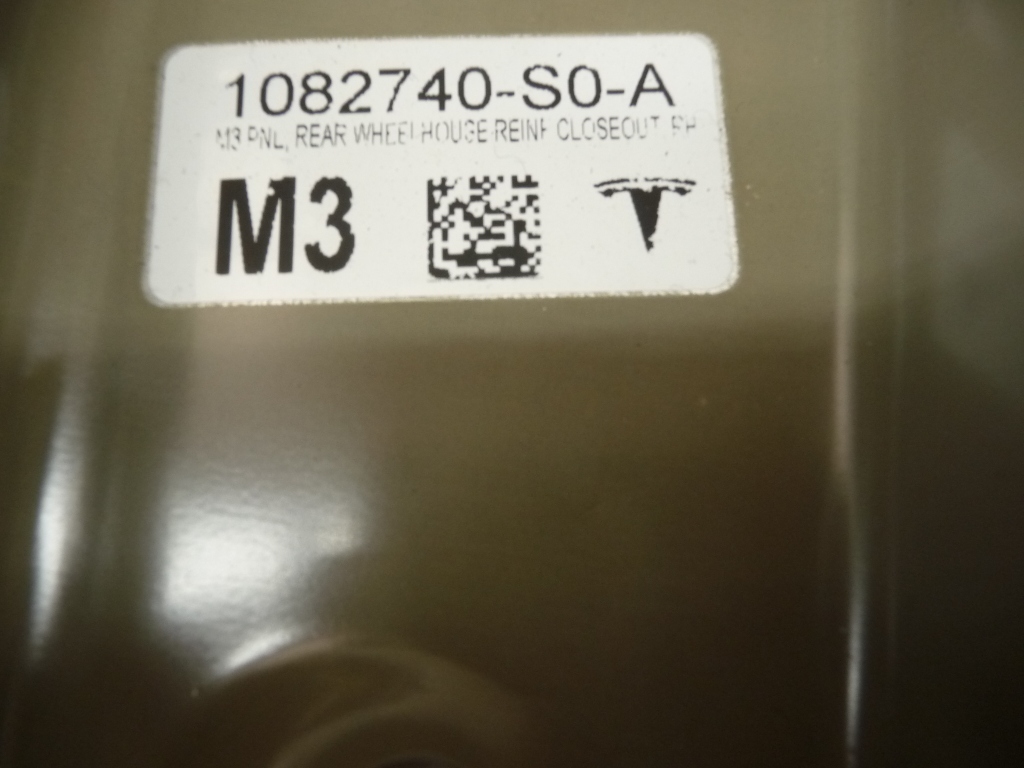 1082740-S0-A
M3 PNL, REAR WHEELHOUSE REINF CLOSEOUT, RH
M3